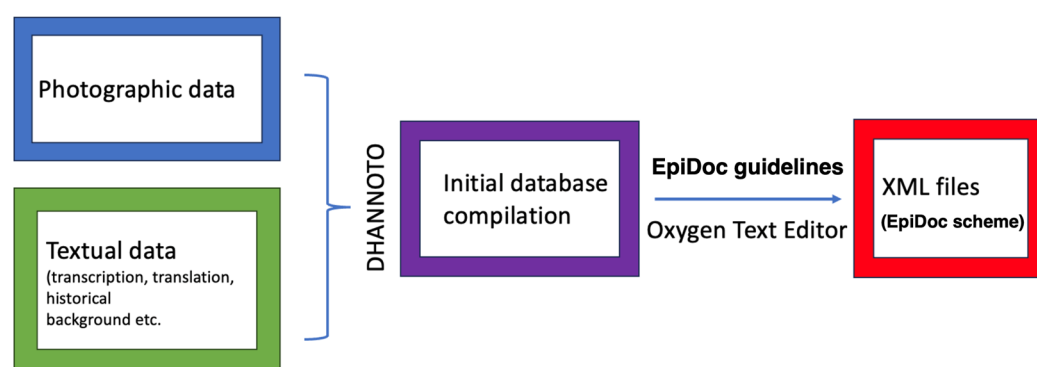 Photographic data
Textual data
(transcription, translation,
historical
background etc.
DHANNOTO
Initial database
compilation
EpiDoc guidelines
Oxygen Text Editor
XML files
(EpiDoc scheme)